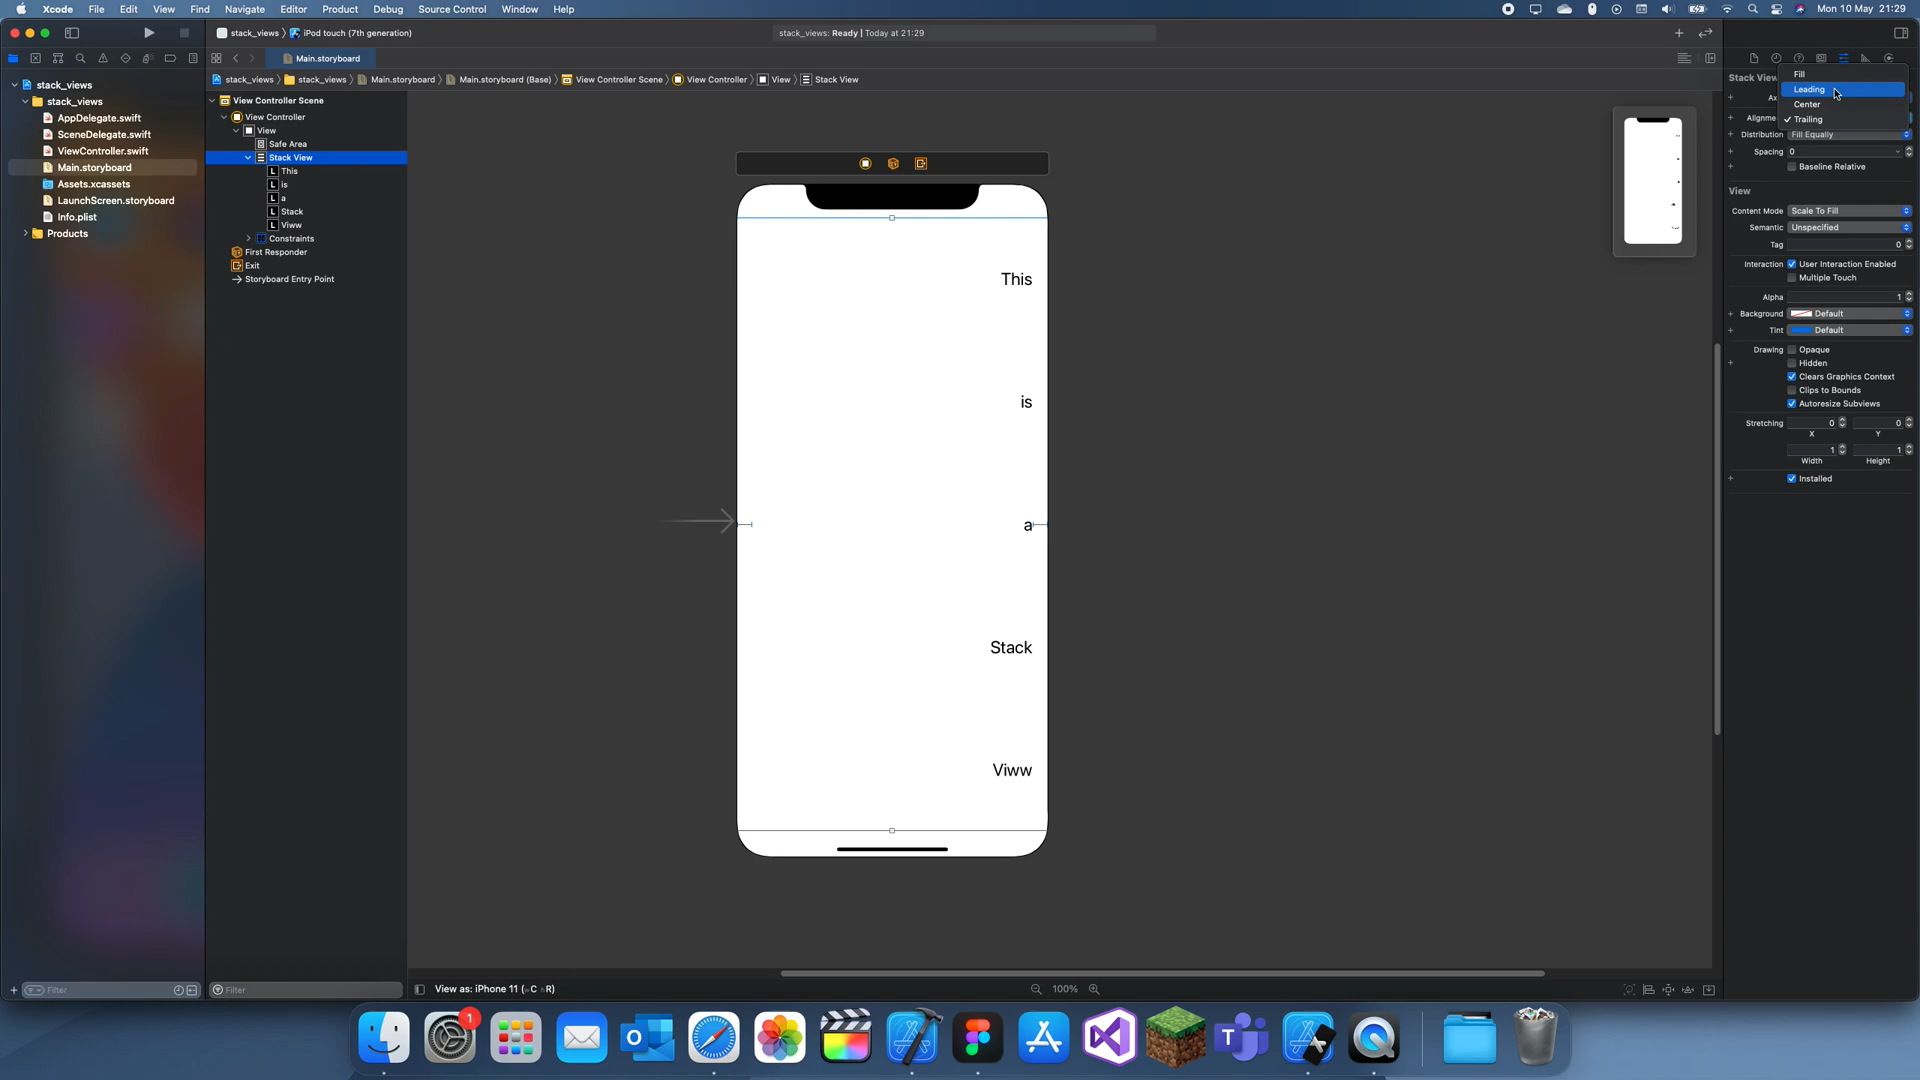 Xcode File Edit View Find Navigate Editor Product Debug Source Control Window Help Mon 10 May 21:29
stack_views iPod touch (7th generation) stack_views: Ready | Today at 21:29
Main.storyboard
stack_views stack_views Main.storyboard Main.storyboard (Base) View Controller Scene View Controller View Stack View
stack_views
stack_views
AppDelegate.swift
SceneDelegate.swift
ViewController.swift
Main.storyboard
Assets.xcassets
LaunchScreen.storyboard
Info.plist
Products
View Controller Scene
View Controller
View
Safe Area
Stack View
L This
L is
L a
L Stack
L Viww
Constraints
First Responder
Exit
Storyboard Entry Point
This
is
a
Stack
Viww
Stack View
Fill
Leading
Center
Trailing
Alignme
Distribution Fill Equally
Spacing 0
Baseline Relative
View
Content Mode Scale To Fill
Semantic Unspecified
Tag 0
Interaction User Interaction Enabled
Multiple Touch
Alpha 1
Background Default
Tint Default
Drawing Opaque
Hidden
Clears Graphics Context
Clips to Bounds
Autoresize Subviews
Stretching 0 0
X Y
1 1
Width Height
Installed
Filter
Filter
View as: iPhone 11 (wC hR)
100%
1